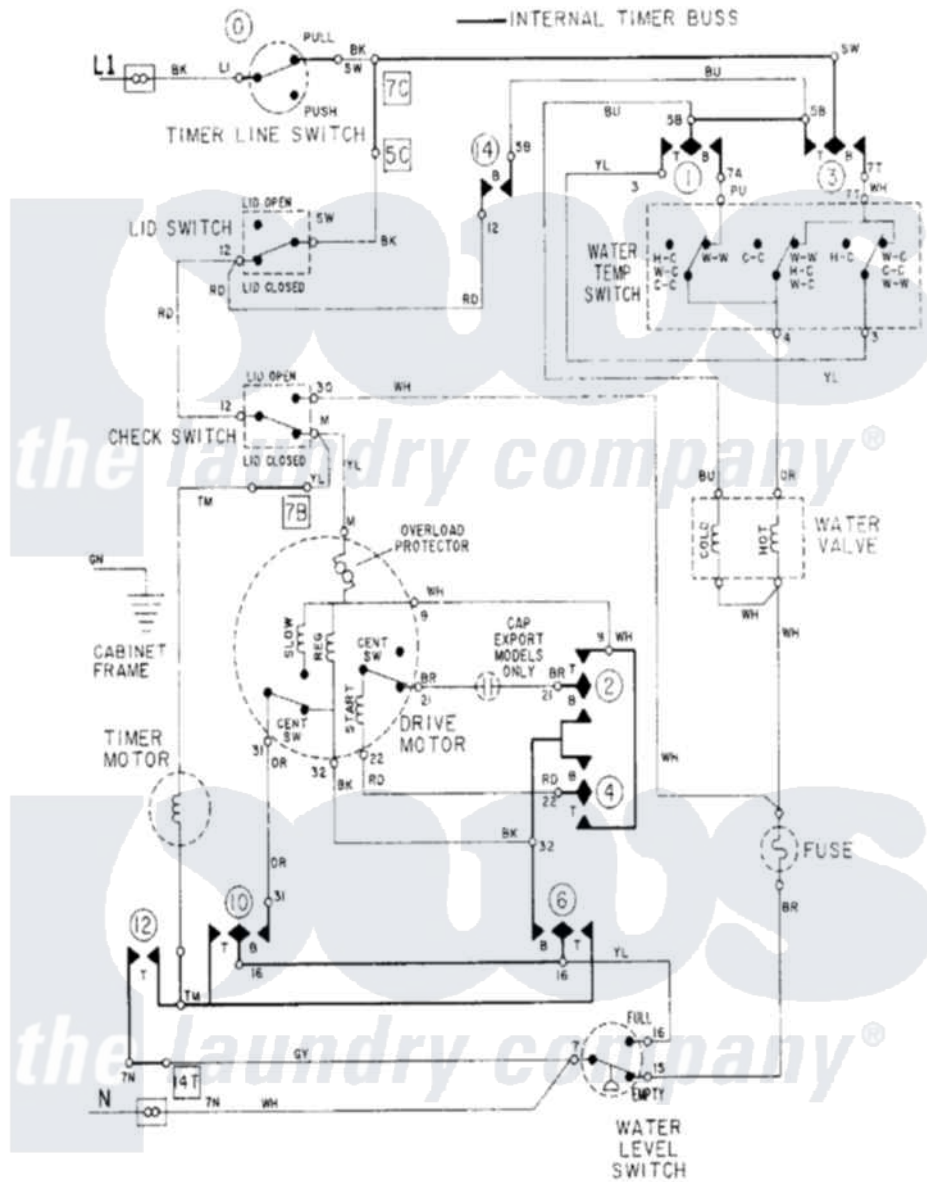 INTERNAL TIMER BUSS
0
PULL
BK
SW
SW
L1
BK
L1
7C
BU
PUSH
BU
5B
5B
TIMER LINE SWITCH
5C
14
5B
YL
T
B
T
B
3
1
7A
3
7T
B
PU
7T
WH
LID OPEN
SW
12
LID SWITCH
BK
WATER
TEMP
SWITCH
H-C
W-C
C-C
W-W
C-C
W-W
H-C
W-C
H-C
W-C
C-C
W-W
12
LID CLOSED
RD
RD
RD
4
3
YL
LID OPEN
30
WH
12
M
CHECK SWITCH
LID CLOSED
YL
YL
TM
7B
BU
OR
M
OVERLOAD
PROTECTOR
COLD
HOT
WATER
VALVE
GN
WH
9
WH
WH
CABINET
FRAME
SLOW
REG
CENT
SW
CAP
EXPORT
MODELS
ONLY
9
WH
T
BR
21
BR
21
2
B
START
CENT
SW
DRIVE
MOTOR
TIMER
MOTOR
31
OR
32
BK
22
RD
RD
22
B
4
T
WH
BK
32
FUSE
OR
31
BR
12
10
6
T
T
B
B
T
16
16
YL
TM
FULL
16
7
GY
15
7N
14T
EMPTY
N
7N
WH
WATER
LEVEL
SWITCH
the laundry company®
the laundry company®